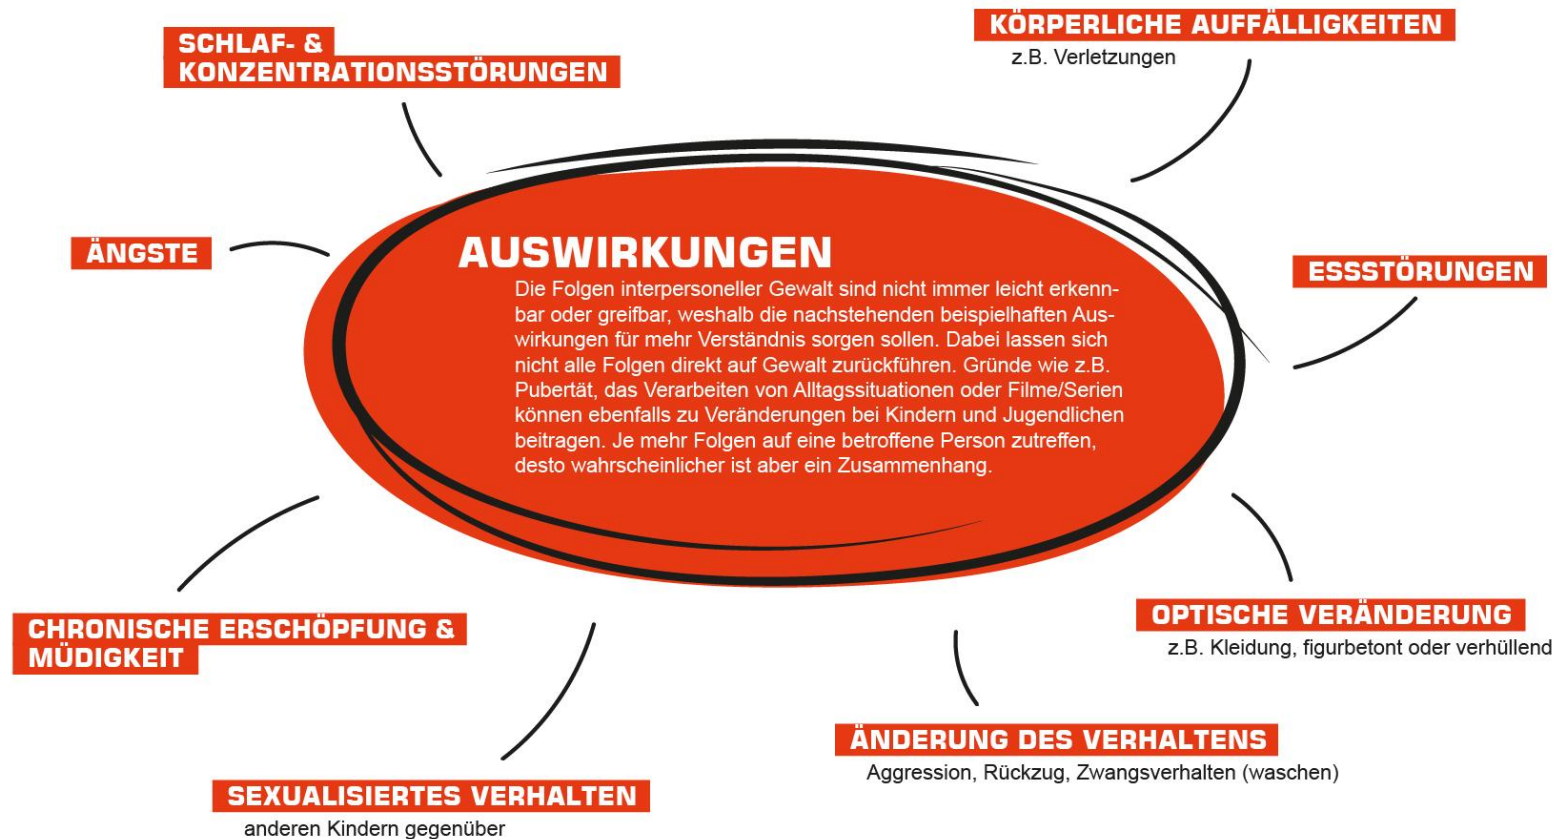 SCHLAF- &
KONZENTRATIONSSTÖRUNGEN
KÖRPERLICHE AUFFÄLLIGKEITEN
z.B. Verletzungen
ÄNGSTE
AUSWIRKUNGEN
Die Folgen interpersoneller Gewalt sind nicht immer leicht erkenn-
bar oder greifbar, weshalb die nachstehenden beispielhaften Aus-
wirkungen für mehr Verständnis sorgen sollen. Dabei lassen sich
nicht alle Folgen direkt auf Gewalt zurückführen. Gründe wie z.B.
Pubertät, das Verarbeiten von Alltagssituationen oder Filme/Serien
können ebenfalls zu Veränderungen bei Kindern und Jugendlichen
beitragen. Je mehr Folgen auf eine betroffene Person zutreffen,
desto wahrscheinlicher ist aber ein Zusammenhang.
ESSSTÖRUNGEN
CHRONISCHE ERSCHÖPFUNG &
MÜDIGKEIT
OPTISCHE VERÄNDERUNG
z.B. Kleidung, figurbetont oder verhüllend
ÄNDERUNG DES VERHALTENS
Aggression, Rückzug, Zwangsverhalten (waschen)
SEXUALISIERTES VERHALTEN
anderen Kindern gegenüber